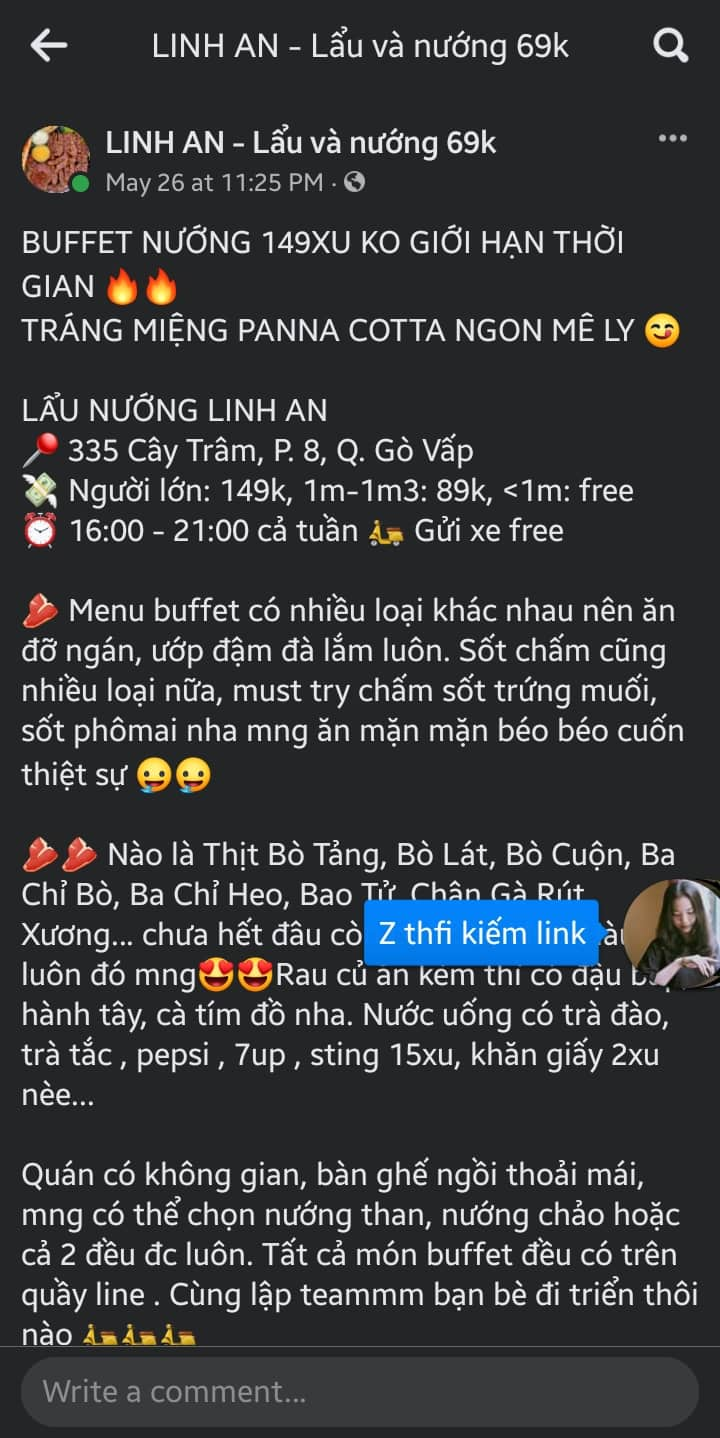 LINH AN - Lẩu và nướng 69k
LINH AN - Lẩu và nướng 69k
May 26 at 11:25 PM ·
BUFFET NƯỚNG 149XU KO GIỚI HẠN THỜI
GIAN 🔥🔥
TRÁNG MIỆNG PANNA COTTA NGON MÊ LY 😋
LẨU NƯỚNG LINH AN
📍 335 Cây Trâm, P. 8, Q. Gò Vấp
💸 Người lớn: 149k, 1m-1m3: 89k, <1m: free
⏰ 16:00 - 21:00 cả tuần 🛵 Gửi xe free
🥩 Menu buffet có nhiều loại khác nhau nên ăn
đỡ ngán, ướp đậm đà lắm luôn. Sốt chấm cũng
nhiều loại nữa, must try chấm sốt trứng muối,
sốt phômai nha mng ăn mặn mặn béo béo cuốn
thiệt sự 🤤🤤
🥩🥩 Nào là Thịt Bò Tảng, Bò Lát, Bò Cuộn, Ba
Chỉ Bò, Ba Chỉ Heo, Bao Tử, Chân Gà Rút
Xương... chưa hết đâu cò
Z thfi kiếm link
luôn đó mng😍😍Rau củ ăn kèm thì có đậu
hành tây, cà tím đồ nha. Nước uống có trà đào,
trà tắc , pepsi , 7up , sting 15xu, khăn giấy 2xu
nèe...
Quán có không gian, bàn ghế ngồi thoải mái,
mng có thể chọn nướng than, nướng chảo hoặc
cả 2 đều đc luôn. Tất cả món buffet đều có trên
quầy line . Cùng lập teammm bạn bè đi triển thôi
nào 🛵🛵🛵
Write a comment...